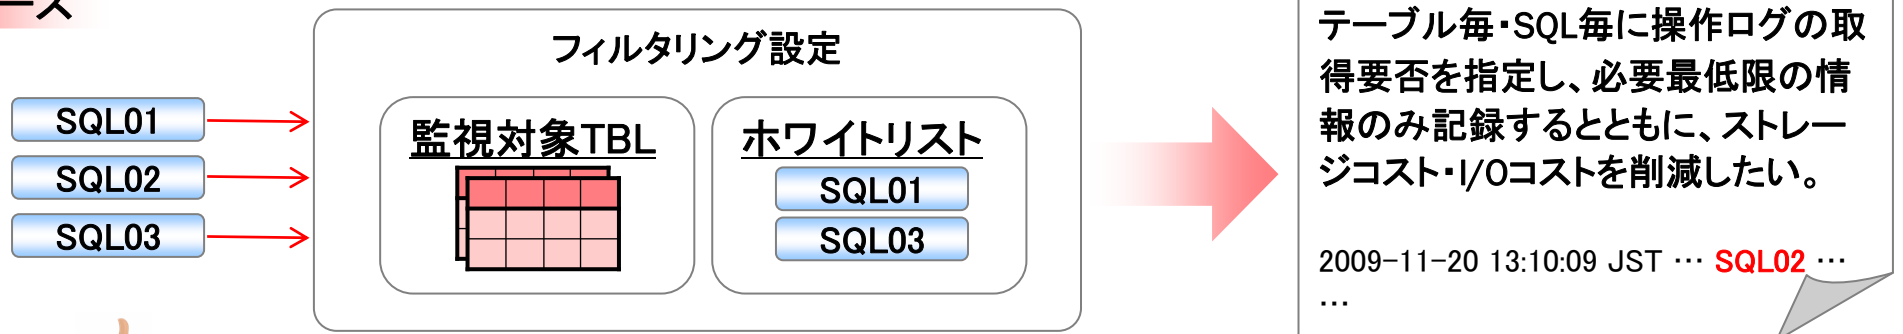 ース
フィルタリング設定
SQL01
SQL02
SQL03
監視対象TBL
ホワイトリスト
SQL01
SQL03
テーブル毎・SQL毎に操作ログの取
得要否を指定し、必要最低限の情
報のみ記録するとともに、ストレー
ジコスト・I/Oコストを削減したい。
2009-11-20 13:10:09 JST … SQL02 …
…